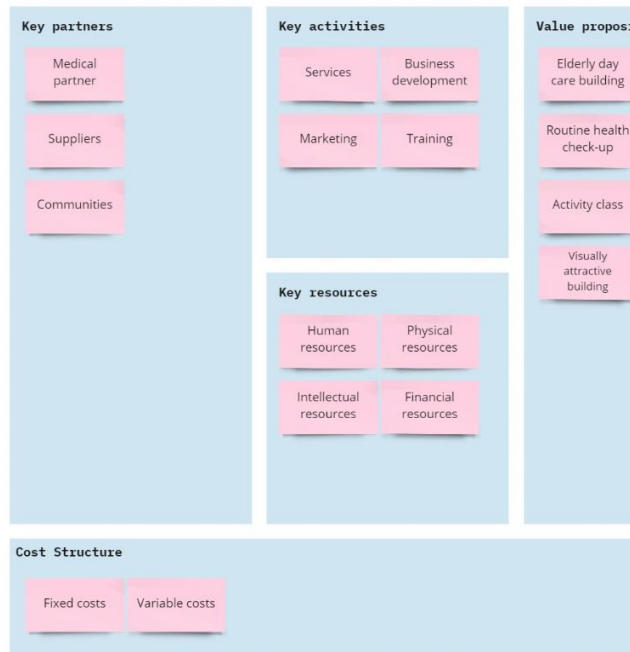 Key partners
Medical
partner
Suppliers
Communities
Key activities
Services
Business
development
Marketing
Training
Key resources
Human
resources
Physical
resources
Intellectual
resources
Financial
resources
Value propos
Elderly day
care building
Routine health
check-up
Activity class
Visually
attractive
building
Cost Structure
Fixed costs
Variable costs